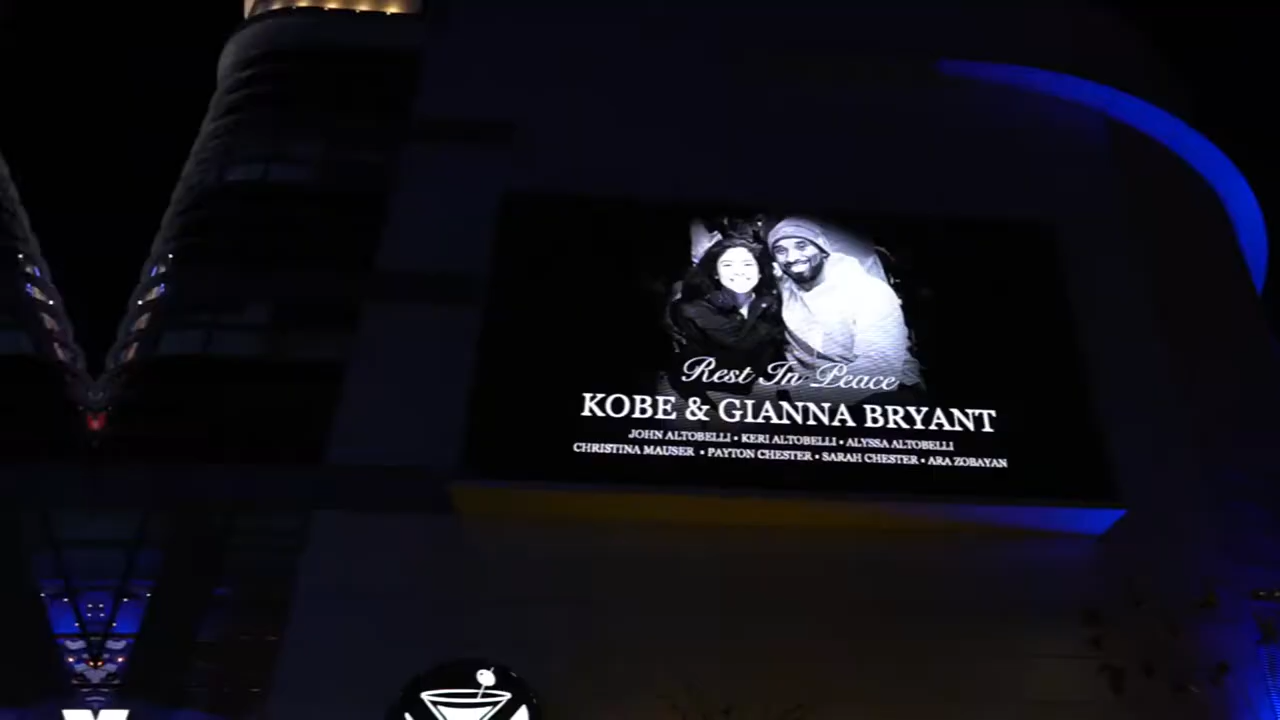 Rest In Peace
KOBE & GIANNA BRYANT
JOHN ALTOBELLI • KERI ALTOBELLI • ALYSSA ALTOBELLI
CHRISTINA MAUSER • PAYTON CHESTER • SARAH CHESTER • ARA ZOBAYAN